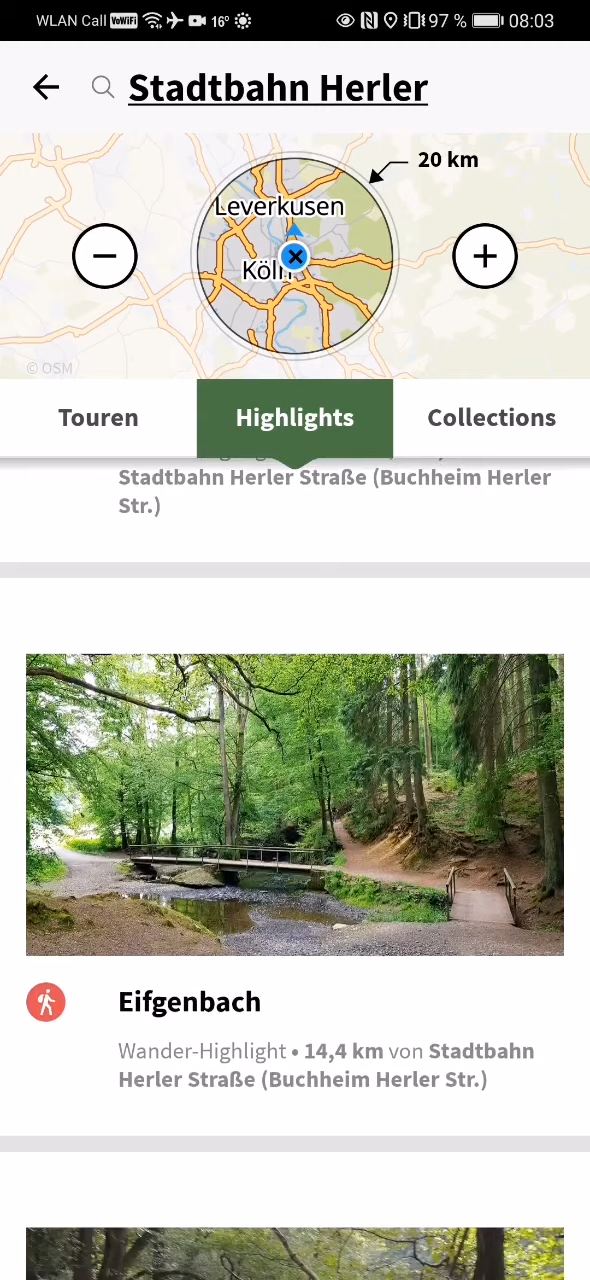 WLAN Call VoWiFi 16° 97 % 08:03
Stadtbahn Herler
20 km
Leverkusen
Köln
© OSM
Touren Highlights Collections
Stadtbahn Herler Straße (Buchheim Herler
Str.)
Eifgenbach
Wander-Highlight • 14,4 km von Stadtbahn
Herler Straße (Buchheim Herler Str.)